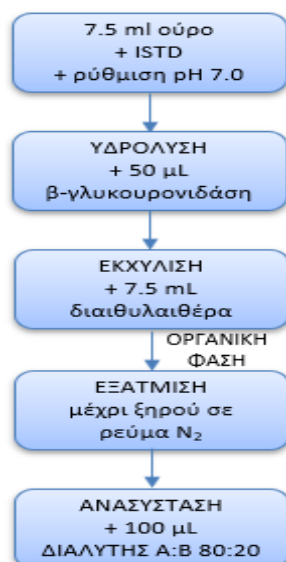 7.5 ml ούρο
+ ISTD
+ ρύθμιση pH 7.0
ΥΔΡΟΛΥΣΗ
+ 50 μL
β-γλυκουρονιδάση
ΕΚΧΥΛΙΣΗ
+ 7.5 mL
διαιθυλαιθέρα
ΟΡΓΑΝΙΚΗ
ΦΑΣΗ
ΕΞΑΤΜΙΣΗ
μέχρι ξηρού σε
ρεύμα N₂
ΑΝΑΣΥΣΤΑΣΗ
+ 100 μL
ΔΙΑΛΥΤΗΣ Α:Β 80:20